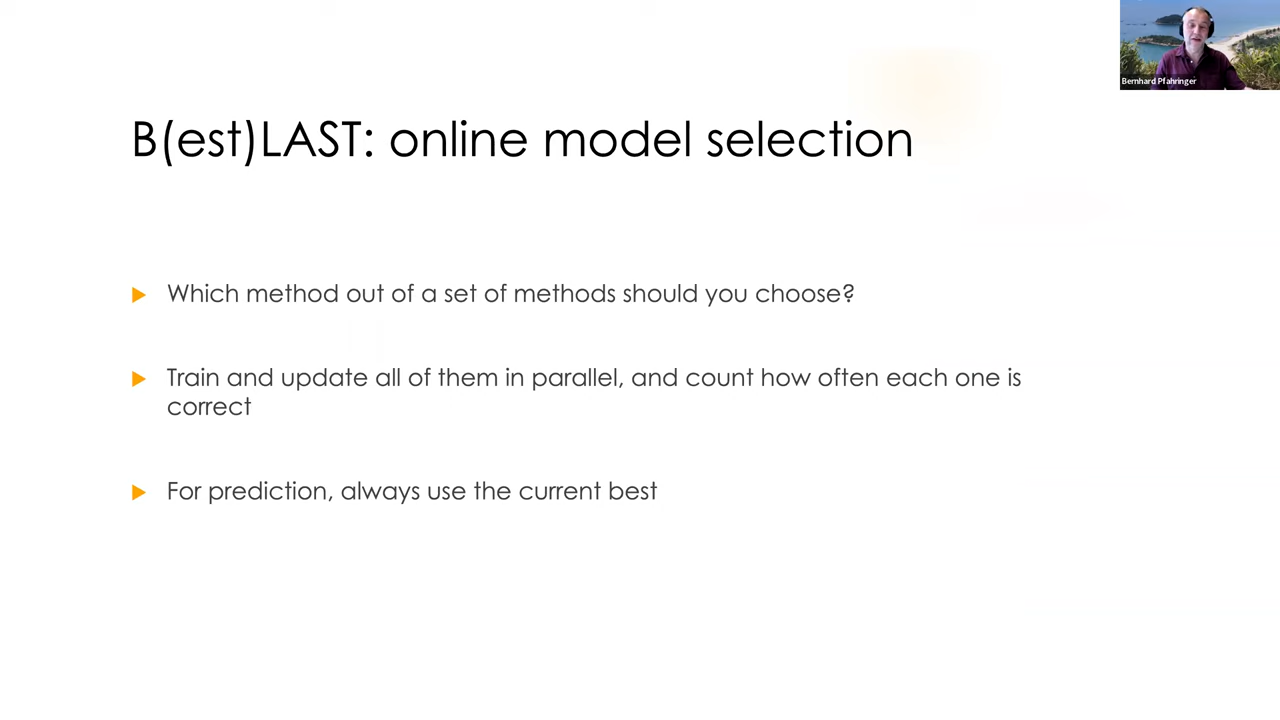 Bernhard Pfahringer
B(est)LAST: online model selection
Which method out of a set of methods should you choose?
Train and update all of them in parallel, and count how often each one is
correct
For prediction, always use the current best